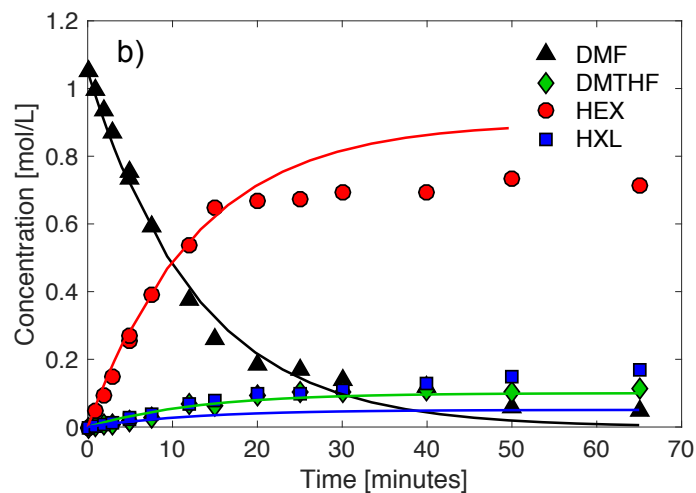 b)
DMF
DMTHF
HEX
HXL
Concentration [mol/L]
1.2
1
0.8
0.6
0.4
0.2
0
0 10 20 30 40 50 60 70
Time [minutes]